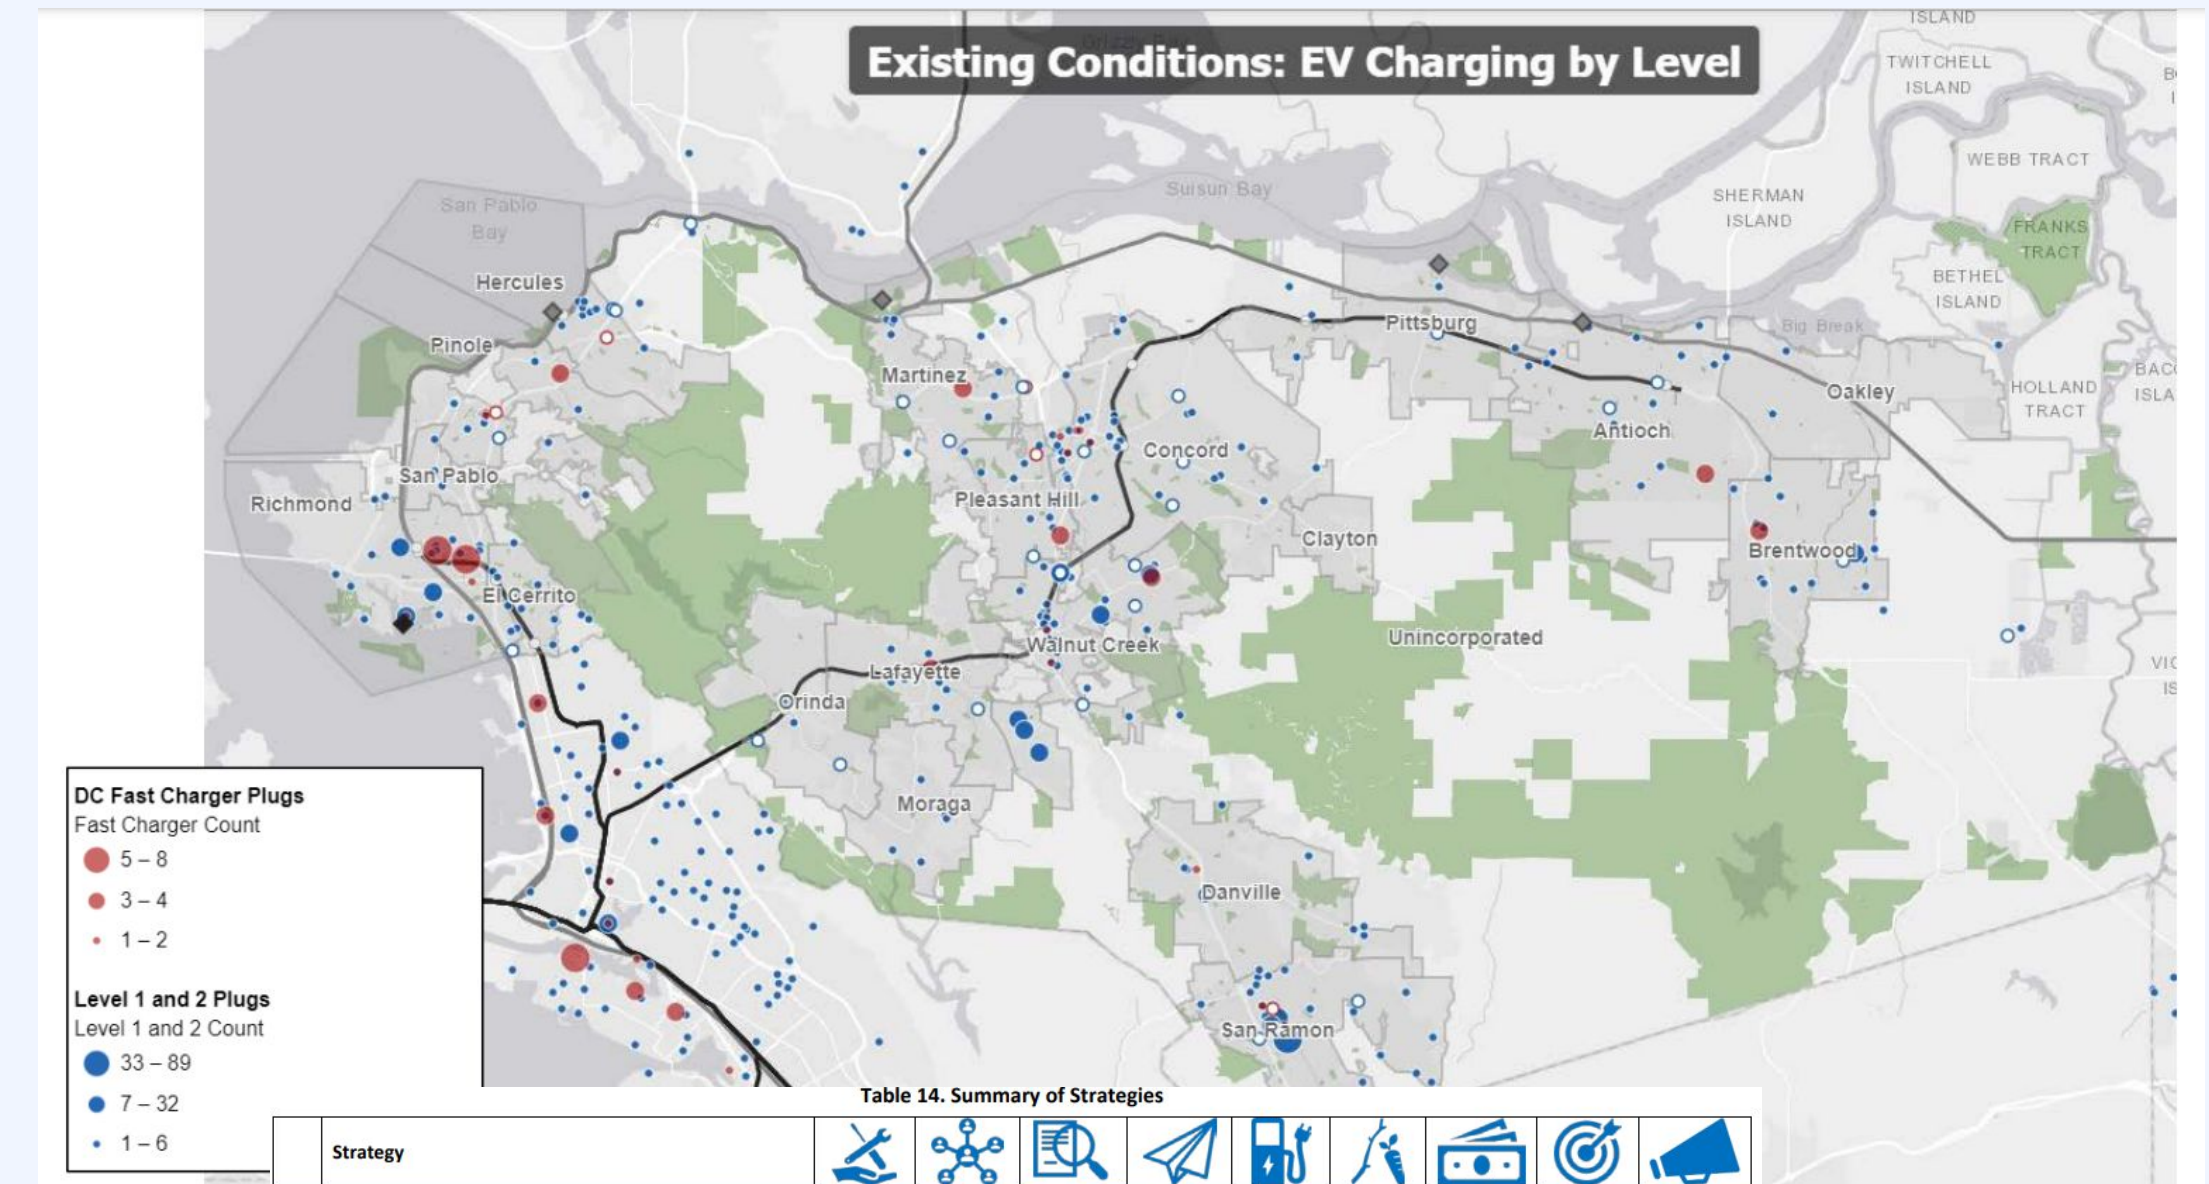 Existing Conditions: EV Charging by Level
ISLAND
TWITCHELL
ISLAND
WEBB TRACT
SHERMAN
ISLAND
FRANKS
TRACT
BETHEL
ISLAND
Suisun Bay
San Pablo
Bay
Hercules
Pinole
Pittsburg
Big Break
Martinez
Oakley
HOLLAND
TRACT
Antioch
Concord
San Pablo
Richmond
Pleasant Hill
Clayton
Brentwood
El Cerrito
Unincorporated
Walnut Creek
Lafayette
Orinda
Moraga
Danville
San Ramon
DC Fast Charger Plugs
Fast Charger Count
5 – 8
3 – 4
1 – 2
Level 1 and 2 Plugs
Level 1 and 2 Count
33 – 89
7 – 32
1 – 6
Table 14. Summary of Strategies
Strategy